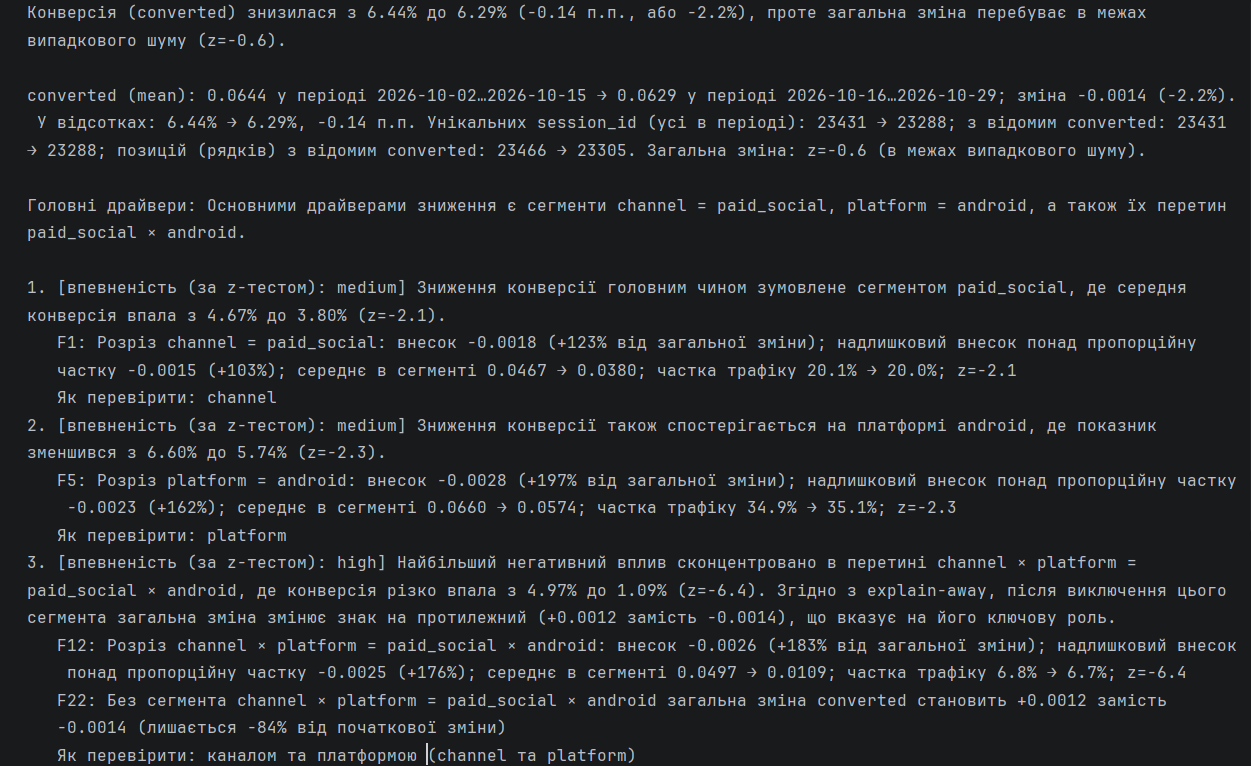 Конверсія (converted) знизилася з 6.44% до 6.29% (-0.14 п.п., або -2.2%), проте загальна зміна перебуває в межах
випадкового шуму (z=-0.6).
converted (mean): 0.0644 у періоді 2026-10-02…2026-10-15 → 0.0629 у періоді 2026-10-16…2026-10-29; зміна -0.0014 (-2.2%).
У відсотках: 6.44% → 6.29%, -0.14 п.п. Унікальних session_id (усі в періоді): 23431 → 23288; з відомим converted: 23431
→ 23288; позицій (рядків) з відомим converted: 23466 → 23305. Загальна зміна: z=-0.6 (в межах випадкового шуму).
Головні драйвери: Основними драйверами зниження є сегменти channel = paid_social, platform = android, а також їх перетин
paid_social × android.
1. [впевненість (за z-тестом): medium] Зниження конверсії головним чином зумовлене сегментом paid_social, де середня
конверсія впала з 4.67% до 3.80% (z=-2.1).
F1: Розріз channel = paid_social: внесок -0.0018 (+123% від загальної зміни); надлишковий внесок понад пропорційну
частку -0.0015 (+103%); середнє в сегменті 0.0467 → 0.0380; частка трафіку 20.1% → 20.0%; z=-2.1
Як перевірити: channel
2. [впевненість (за z-тестом): medium] Зниження конверсії також спостерігається на платформі android, де показник
зменшився з 6.60% до 5.74% (z=-2.3).
F5: Розріз platform = android: внесок -0.0028 (+197% від загальної зміни); надлишковий внесок понад пропорційну частку
-0.0023 (+162%); середнє в сегменті 0.0660 → 0.0574; частка трафіку 34.9% → 35.1%; z=-2.3
Як перевірити: platform
3. [впевненість (за z-тестом): high] Найбільший негативний вплив сконцентровано в перетині channel × platform =
paid_social × android, де конверсія різко впала з 4.97% до 1.09% (z=-6.4). Згідно з explain-away, після виключення цього
сегмента загальна зміна змінює знак на протилежний (+0.0012 замість -0.0014), що вказує на його ключову роль.
F12: Розріз channel × platform = paid_social × android: внесок -0.0026 (+183% від загальної зміни); надлишковий внесок
понад пропорційну частку -0.0025 (+176%); середнє в сегменті 0.0497 → 0.0109; частка трафіку 6.8% → 6.7%; z=-6.4
F22: Без сегмента channel × platform = paid_social × android загальна зміна converted становить +0.0012 замість
-0.0014 (лишається -84% від початкової зміни)
Як перевірити: каналом та платформою (channel та platform)